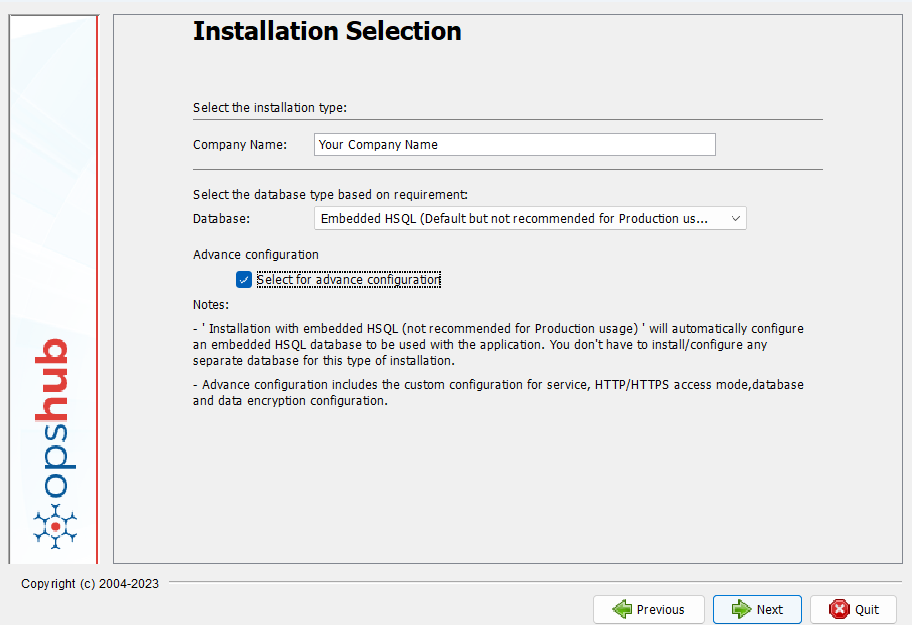 Installation Selection
Select the installation type:
Company Name:
Your Company Name
Select the database type based on requirement:
Database:
Embedded HSQL (Default but not recommended for Production us...
Advance configuration
Select for advance configuration
Notes:
- ' Installation with embedded HSQL (not recommended for Production usage) ' will automatically configure
an embedded HSQL database to be used with the application. You don't have to install/configure any
separate database for this type of installation.
- Advance configuration includes the custom configuration for service, HTTP/HTTPS access mode,database
and data encryption configuration.
opshub
Copyright (c) 2004-2023
Previous
Next
Quit